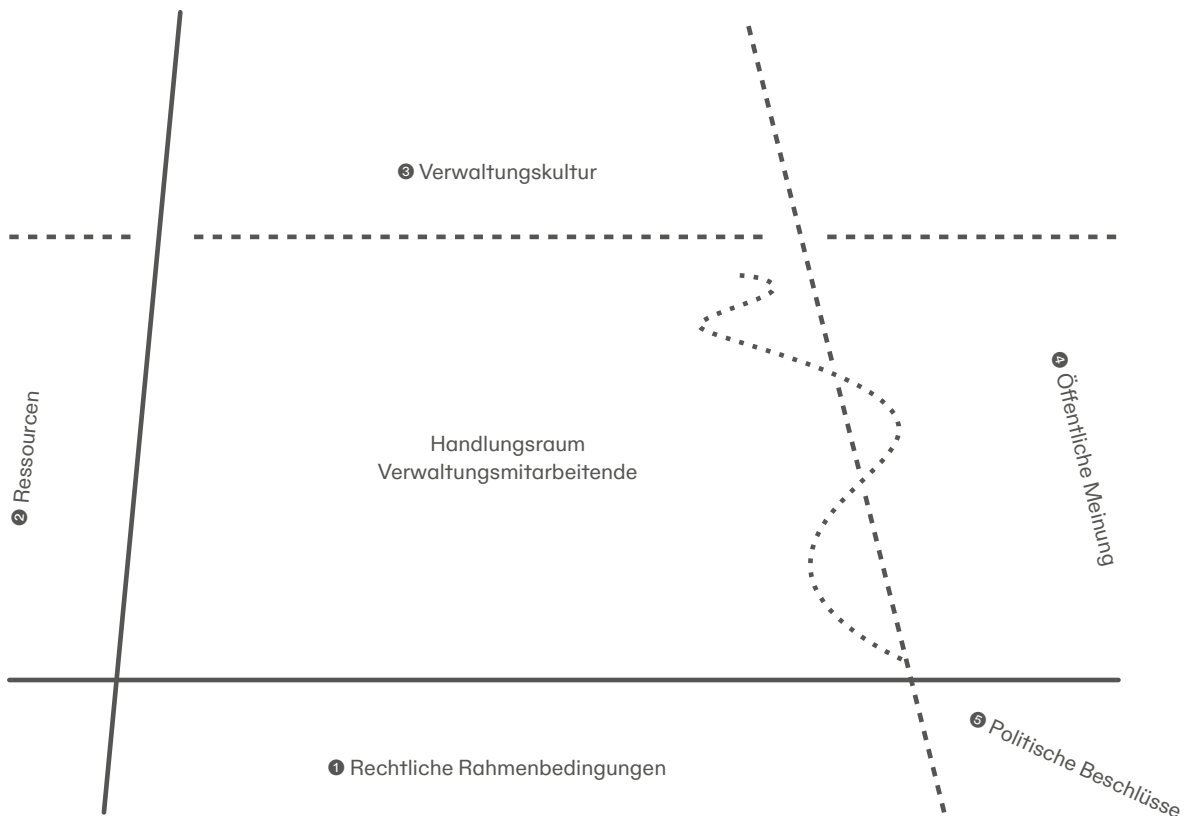 ❸ Verwaltungskultur
❷ Ressourcen
Handlungsraum
Verwaltungsmitarbeitende
❹ Öffentliche Meinung
❶ Rechtliche Rahmenbedingungen
❺ Politische Beschlüsse